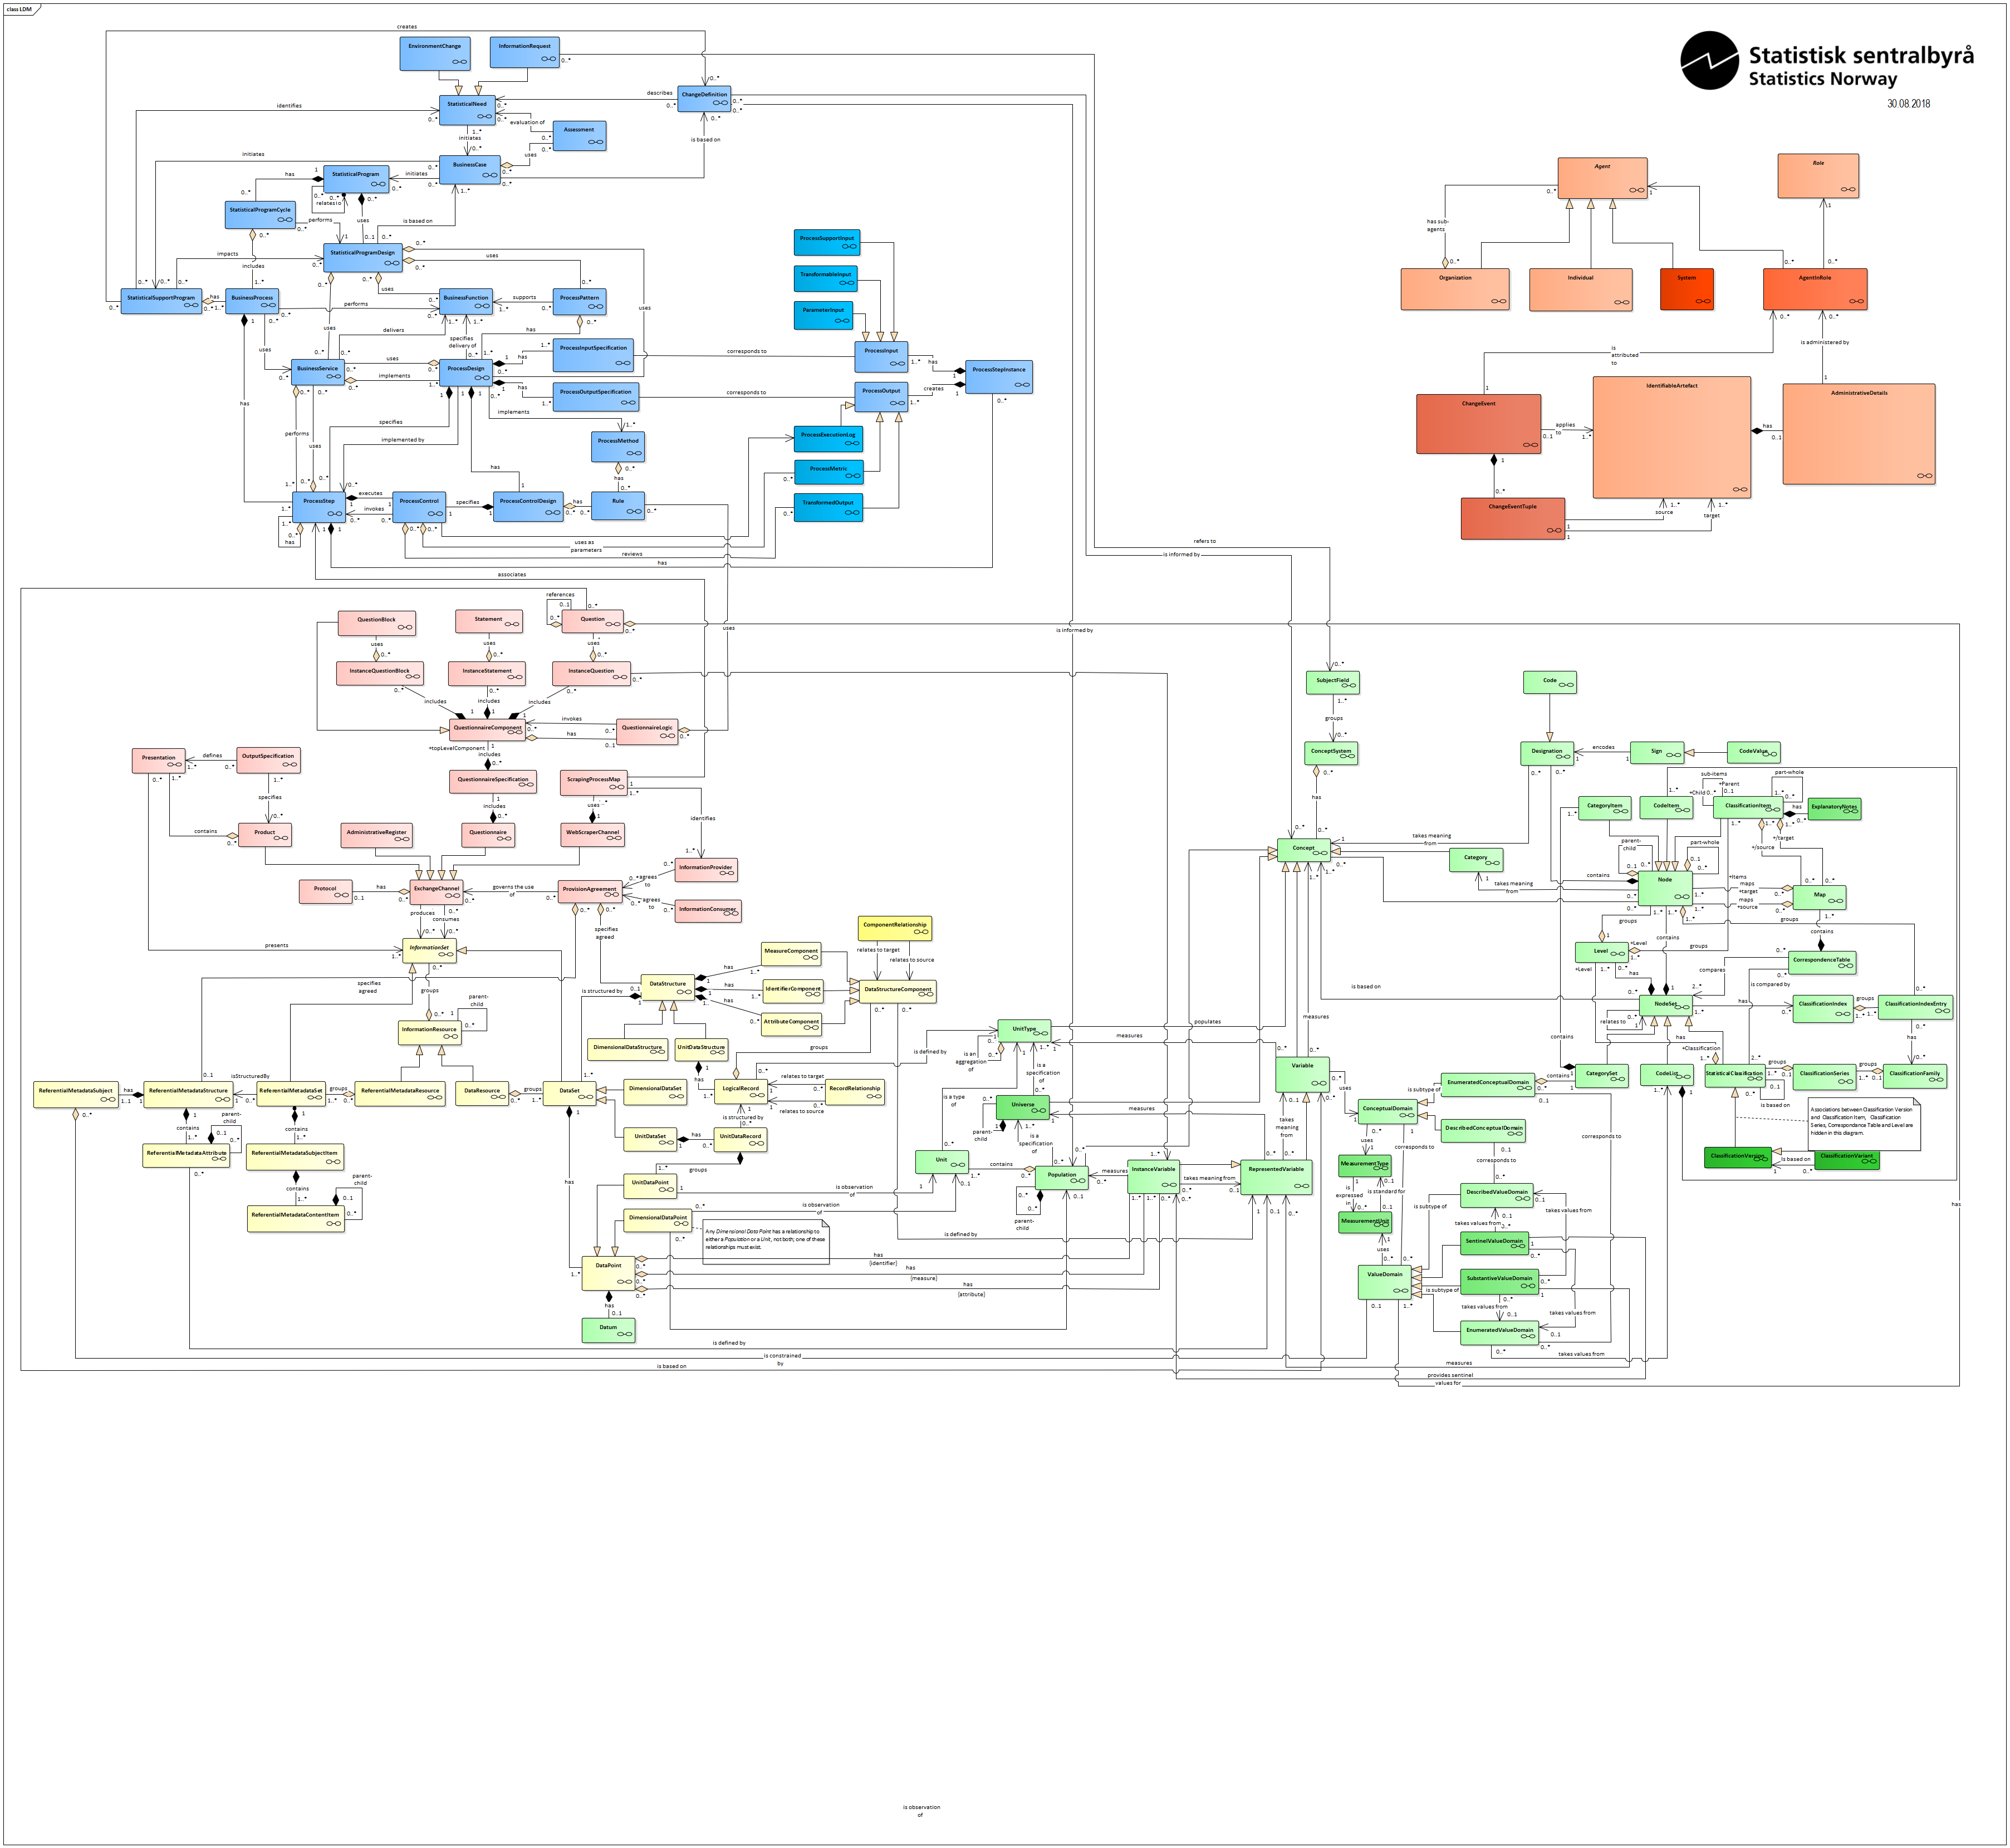 class LDM
Statistisk sentralbyrå
Statistics Norway
30.08.2018
creates
EnvironmentChange
InformationRequest
StatisticalNeed
describes
ChangeDefinition
identifies
evaluation of
Assessment
initiates
uses
is based on
BusinessCase
initiates
initiates
has
StatisticalProgram
relates to
StatisticalProgramCycle
performs
uses
is based on
StatisticalProgramDesign
impacts
includes
uses
uses
StatisticalSupportProgram
has
BusinessProcess
performs
BusinessFunction
supports
ProcessPattern
uses
delivers
specifies
delivery of
has
uses
uses
BusinessService
uses
implements
ProcessDesign
has
ProcessInputSpecification
corresponds to
has
ProcessOutputSpecification
corresponds to
implements
ProcessSupportInput
TransformableInput
ParameterInput
ProcessInput
has
ProcessStepInstance
ProcessOutput
creates
ProcessExecutionLog
ProcessMetric
TransformedOutput
has
performs
uses
specifies
implemented by
has
ProcessMethod
has
ProcessStep
executes
invokes
ProcessControl
specifies
ProcessControlDesign
has
Rule
has
uses as
parameters
reviews
has
associates
refers to
is informed by
is informed by
uses
Agent
Role
has sub-
agents
Organization
Individual
System
AgentInRole
is
attributed
to
is administered by
ChangeEvent
applies
to
IdentifiableArtefact
has
AdministrativeDetails
ChangeEventTuple
source
target
references
QuestionBlock
Statement
Question
uses
uses
uses
InstanceQuestionBlock
InstanceStatement
InstanceQuestion
includes
includes
includes
QuestionnaireComponent
invokes
has
QuestionnaireLogic
+topLevelComponent
includes
Presentation
defines
OutputSpecification
QuestionnaireSpecification
ScrapingProcessMap
specifies
includes
uses
identifies
contains
Product
AdministrativeRegister
Questionnaire
WebScraperChannel
InformationProvider
Protocol
has
ExchangeChannel
governs the use
of
ProvisionAgreement
agrees
to
agrees
to
InformationConsumer
produces
consumes
specifies
agreed
presents
InformationSet
specifies
agreed
groups
parent-
child
InformationResource
ComponentRelationship
relates to target
relates to source
MeasureComponent
has
DataStructure
is structured by
has
IdentifierComponent
DataStructureComponent
has
AttributeComponent
DimensionalDataStructure
UnitDataStructure
groups
has
ReferentialMetadataSubject
has
ReferentialMetadataStructure
isStructuredBy
ReferentialMetadataSet
groups
ReferentialMetadataResource
DataResource
groups
DataSet
DimensionalDataSet
LogicalRecord
relates to target
relates to source
RecordRelationship
is structured by
contains
parent-
child
contains
UnitDataSet
has
UnitDataRecord
ReferentialMetadataAttribute
ReferentialMetadataSubjectItem
groups
has
contains
parent-
child
ReferentialMetadataContentItem
UnitDataPoint
is observation
of
DimensionalDataPoint
is observation
of
Any Dimensional Data Point has a relationship to
either a Population or a Unit, not both; one of these
relationships must exist.
DataPoint
has
{identifier}
has
{measure}
has
{attribute}
has
Datum
is defined by
is constrained
by
is based on
SubjectField
groups
ConceptSystem
has
Concept
takes meaning
from
Category
takes meaning
from
Code
Designation
encodes
Sign
CodeValue
CategoryItem
CodeItem
sub-items
+Child
+Parent
ClassificationItem
part-whole
has
ExplanatoryNotes
+/source
+/target
parent-
child
part-whole
contains
Node
+Items
maps
+target
maps
+source
Map
groups
groups
contains
contains
Level
+Level
groups
+Level
has
compares
CorrespondenceTable
is based on
is compared by
NodeSet
relates to
has
ClassificationIndex
groups
ClassificationIndexEntry
has
+Classification
has
contains
CategorySet
CodeList
StatisticalClassification
groups
ClassificationSeries
groups
ClassificationFamily
is based on
Associations between Classification Version
and Classification Item, Classification
Series, Correspondance Table and Level are
hidden in this diagram.
ClassificationVersion
is based on
ClassificationVariant
populates
UnitType
measures
is defined by
is an
aggregation of
is a
specification
of
is a type
of
Universe
parent-
child
is a
specification of
measures
measures
Variable
uses
is subtype of
EnumeratedConceptualDomain
contains
ConceptualDomain
DescribedConceptualDomain
takes
meaning
from
corresponds to
corresponds to
corresponds to
uses
Unit
contains
Population
parent-
child
measures
InstanceVariable
takes meaning from
RepresentedVariable
is defined by
MeasurementType
is
expressed
in
is standard for
MeasurementUnit
uses
ValueDomain
is subtype of
DescribedValueDomain
takes values from
takes values from
SentinelValueDomain
is subtype of
SubstantiveValueDomain
takes values from
takes values from
EnumeratedValueDomain
takes values from
measures
provides sentinel
values for
has
is observation
of